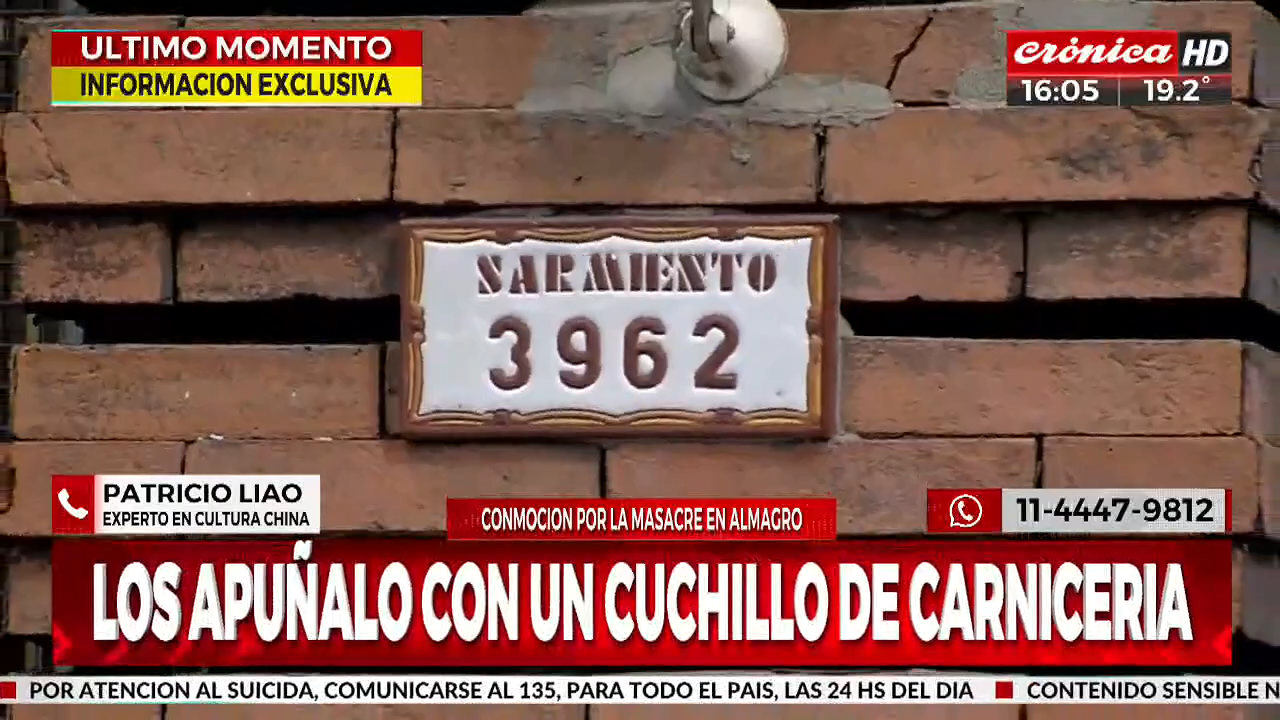 ULTIMO MOMENTO
INFORMACION EXCLUSIVA
crónica HD
16:05 19.2°
SARMIENTO
3962
PATRICIO LIAO
EXPERTO EN CULTURA CHINA
CONMOCION POR LA MASACRE EN ALMAGRO
11-4447-9812
LOS APUÑALO CON UN CUCHILLO DE CARNICERIA
POR ATENCION AL SUICIDA, COMUNICARSE AL 135, PARA TODO EL PAIS, LAS 24 HS DEL DIA CONTENIDO SENSIBLE N